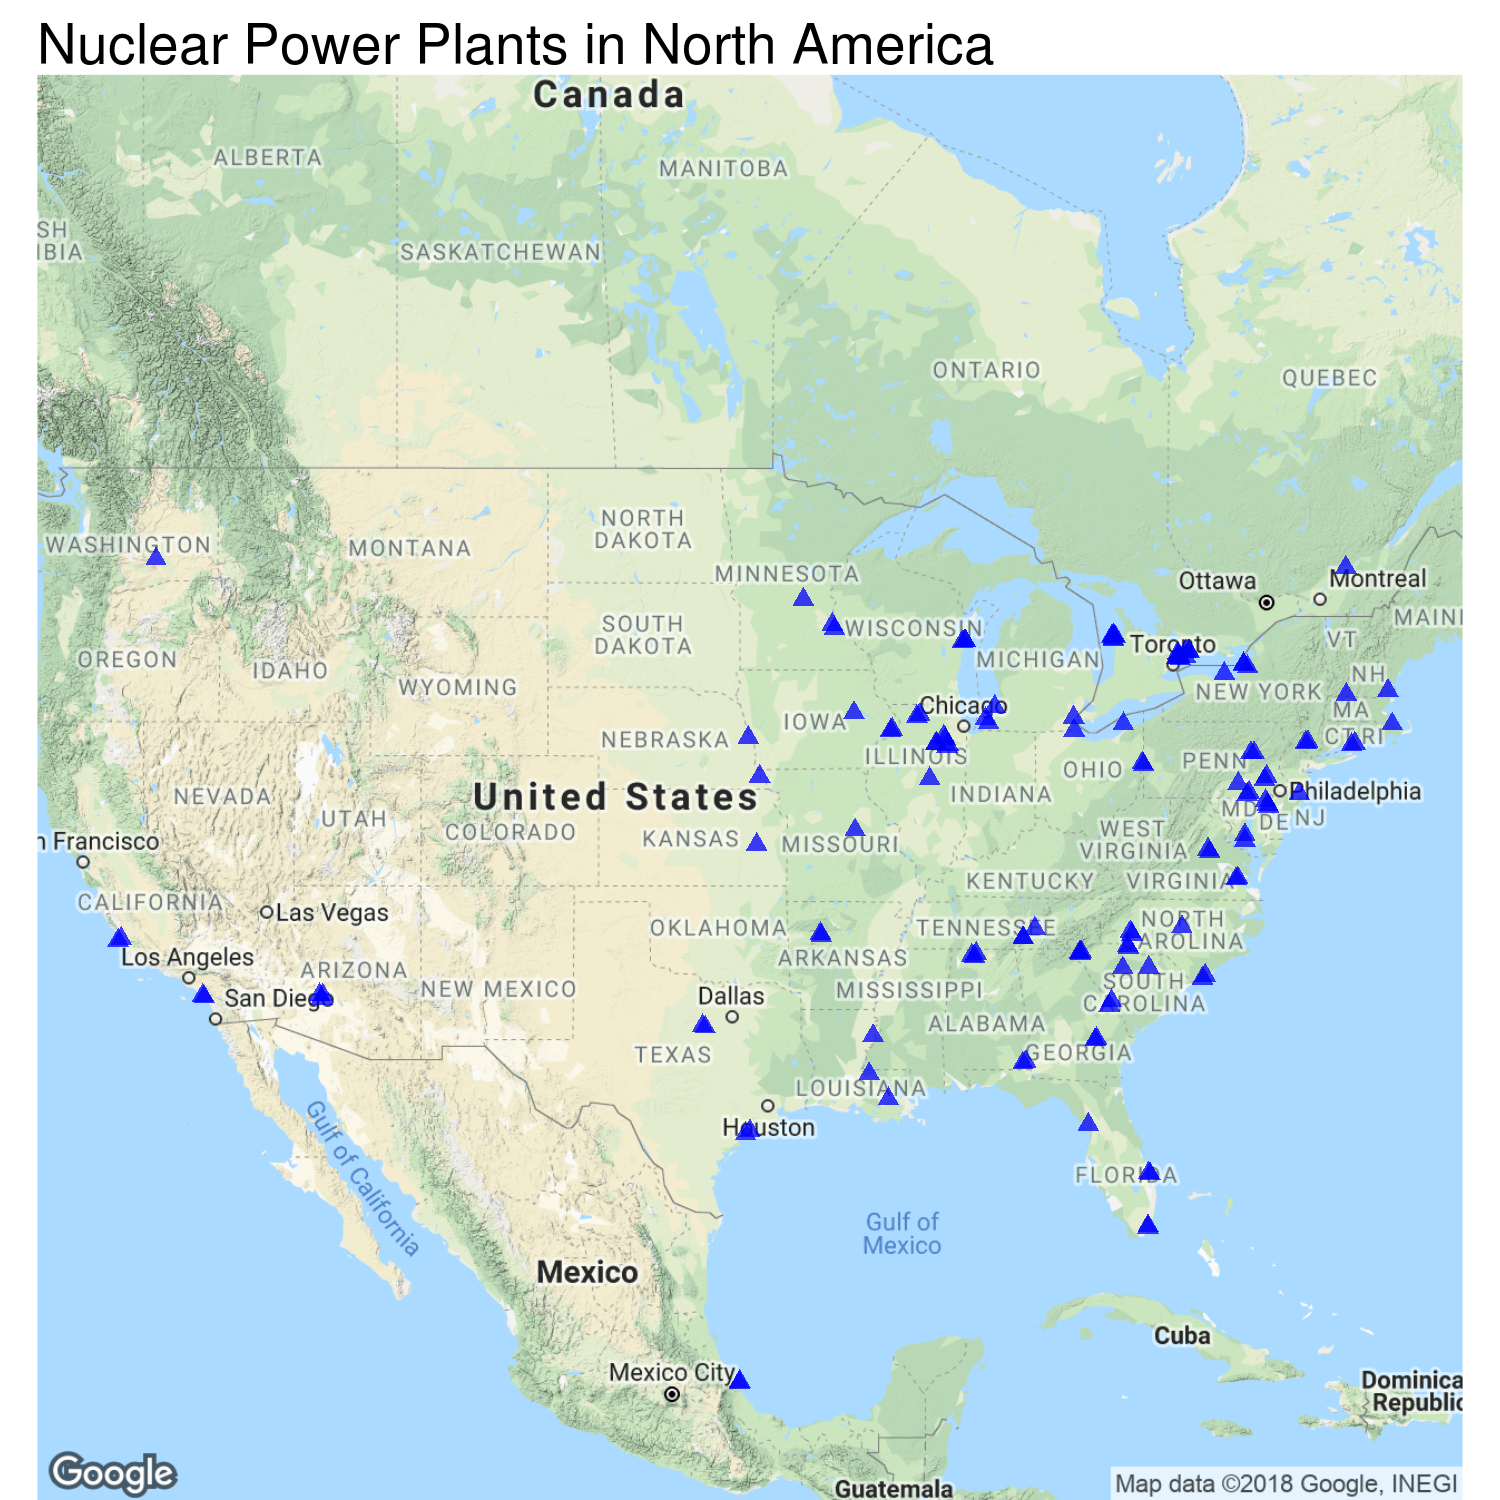 Nuclear Power Plants in North America
Canada
ALBERTA
MANITOBA
SH
IBIA
SASKATCHEWAN
ONTARIO
QUEBEC
NORTH
DAKOTA
WASHINGTON
MONTANA
MINNESOTA
Ottawa
Montreal
MAINI
SOUTH
DAKOTA
WISCONSIN
Toronto
VT
OREGON
IDAHO
MICHIGAN
NH
WYOMING
NEW YORK
MA
Chicago
IOWA
CT
RI
NEBRASKA
ILLINOIS
PENN
OHIO
NEVADA
United States
INDIANA
Philadelphia
MD
DE
NJ
UTAH
COLORADO
KANSAS
MISSOURI
WEST
VIRGINIA
n Francisco
KENTUCKY
VIRGINIA
CALIFORNIA
Las Vegas
OKLAHOMA
TENNESSEE
NORTH
CAROLINA
Los Angeles
ARIZONA
ARKANSAS
NEW MEXICO
MISSISSIPPI
SOUTH
CAROLINA
San Diego
Dallas
ALABAMA
TEXAS
GEORGIA
LOUISIANA
Houston
Gulf of California
FLORIDA
Gulf of
Mexico
Mexico
Cuba
Mexico City
Dominica
Republic
Google
Map data ©2018 Google, INEGI
Guatemala